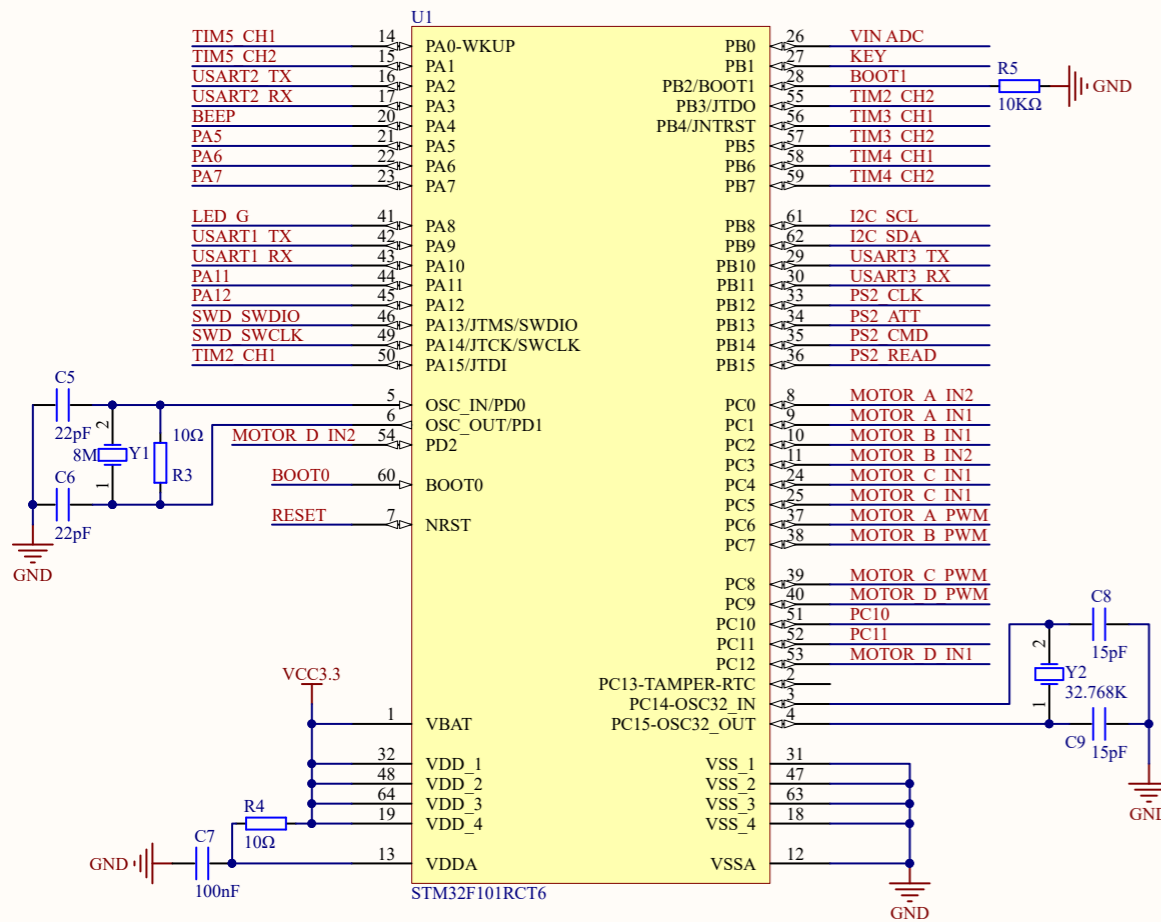 U1
TIM5_CH1 14 PA0-WKUP PB0 26 VIN ADC
TIM5_CH2 15 PA1 PB1 27 KEY
USART2_TX 16 PA2 PB2/BOOT1 28 BOOT1 R5 GND
USART2_RX 17 PA3 PB3/JTDO 55 TIM2_CH2 10KΩ
BEEP 20 PA4 PB4/JNTRST 56 TIM3_CH1
PA5 21 PA5 PB5 57 TIM3_CH2
PA6 22 PA6 PB6 58 TIM4_CH1
PA7 23 PA7 PB7 59 TIM4_CH2
LED_G 41 PA8 PB8 61 I2C_SCL
USART1_TX 42 PA9 PB9 62 I2C_SDA
USART1_RX 43 PA10 PB10 29 USART3_TX
PA11 44 PA11 PB11 30 USART3_RX
PA12 45 PA12 PB12 33 PS2_CLK
SWD_SWDIO 46 PA13/JTMS/SWDIO PB13 34 PS2_ATT
SWD_SWCLK 49 PA14/JTCK/SWCLK PB14 35 PS2_CMD
TIM2_CH1 50 PA15/JTDI PB15 36 PS2_READ
C5 5 OSC_IN/PD0 PC0 8 MOTOR_A_IN2
22pF 2 10Ω 6 OSC_OUT/PD1 PC1 9 MOTOR_A_IN1
8M Y1 MOTOR_D_IN2 54 PD2 PC2 10 MOTOR_B_IN1
PC3 11 MOTOR_B_IN2
C6 1 R3 BOOT0 60 BOOT0 PC4 24 MOTOR_C_IN1
PC5 25 MOTOR_C_IN1
22pF RESET 7 NRST PC6 37 MOTOR_A_PWM
GND PC7 38 MOTOR_B_PWM
PC8 39 MOTOR_C_PWM
PC9 40 MOTOR_D_PWM C8
PC10 51 PC10
PC11 52 PC11 2 15pF
VCC3.3 PC12 53 MOTOR_D_IN1 Y2
PC13-TAMPER-RTC 2 32.768K
PC14-OSC32_IN 3 1
1 VBAT PC15-OSC32_OUT 4 C9 15pF
32 VDD_1 VSS_1 31
48 VDD_2 VSS_2 47
64 VDD_3 VSS_3 63 GND
R4 19 VDD_4 VSS_4 18
10Ω
GND C7 13 VDDA VSSA 12
100nF
STM32F101RCT6 GND